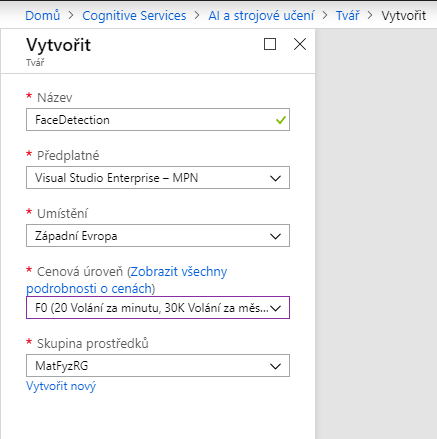 Domů > Cognitive Services > AI a strojové učení > Tvář > Vytvořit
Vytvořit
Tvář
* Název
FaceDetection
* Předplatné
Visual Studio Enterprise – MPN
* Umístění
Západní Evropa
* Cenová úroveň (Zobrazit všechny
podrobnosti o cenách)
F0 (20 Volání za minutu, 30K Volání za měs...
* Skupina prostředků
MatFyzRG
Vytvořit nový